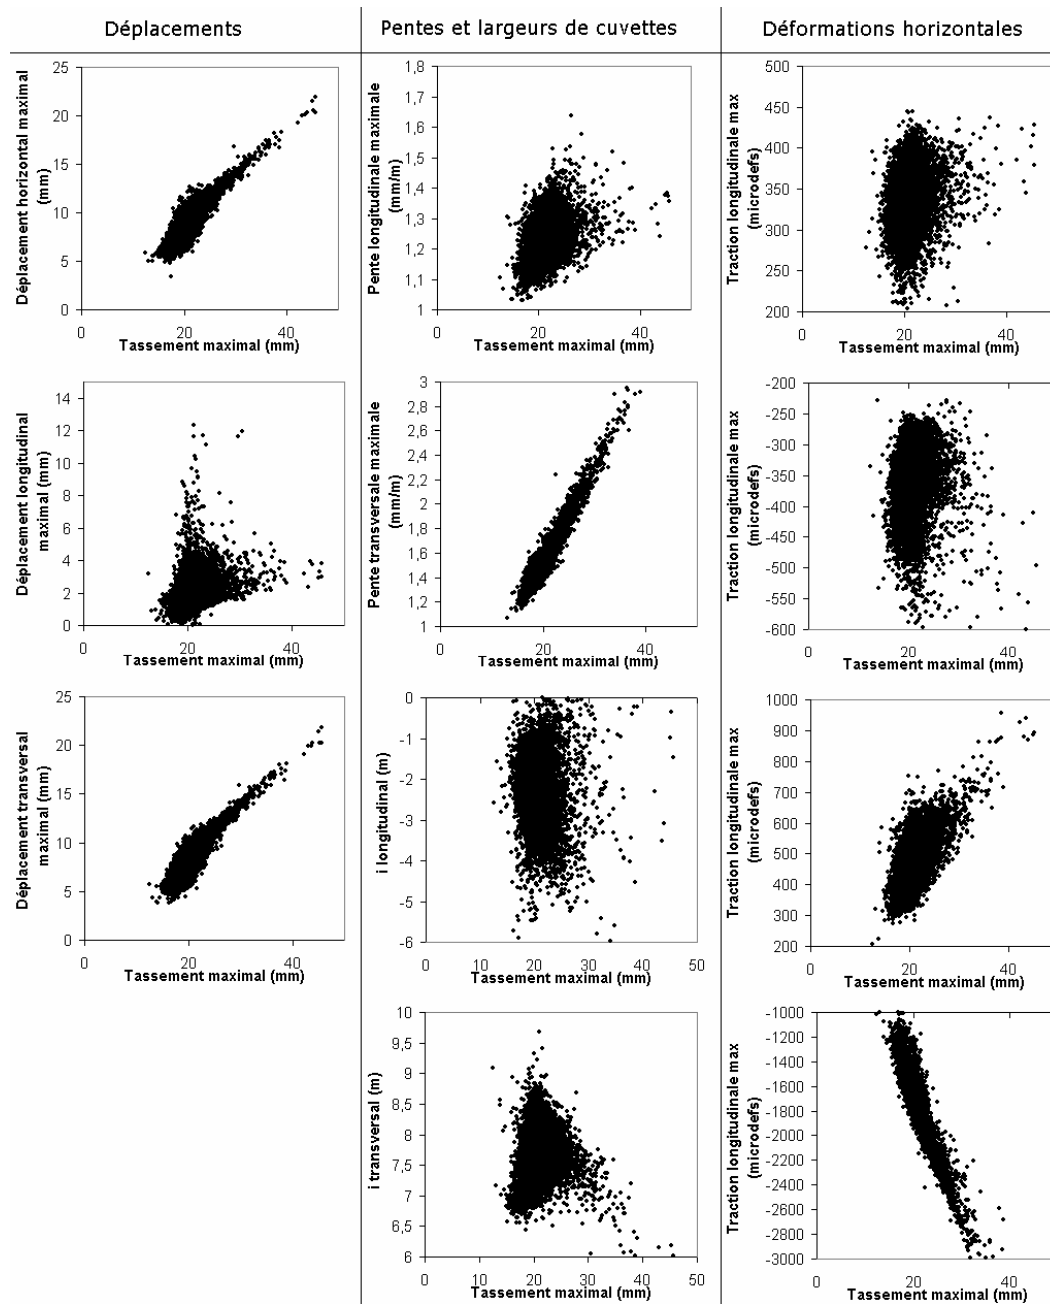 Déplacements
Pentes et largeurs de cuvettes
Déformations horizontales
Déplacement horizontal maximal
(mm)
25
20
15
10
5
0
0 20 40
Tassement maximal (mm)
Pente longitudinale maximale
(mm/m)
1,8
1,7
1,6
1,5
1,4
1,3
1,2
1,1
1
0 20 40
Tassement maximal (mm)
Traction longitudinale max
(microdefs)
500
450
400
350
300
250
200
0 20 40
Tassement maximal (mm)
Déplacement longitudinal
maximal (mm)
14
12
10
8
6
4
2
0
0 20 40
Tassement maximal (mm)
Pente transversale maximale
(mm/m)
3
2,8
2,6
2,4
2,2
2
1,8
1,6
1,4
1,2
1
0 20 40
Tassement maximal (mm)
Traction longitudinale max
(microdefs)
-200
-250
-300
-350
-400
-450
-500
-550
-600
0 20 40
Tassement maximal (mm)
Déplacement transversal
maximal (mm)
25
20
15
10
5
0
0 20 40
Tassement maximal (mm)
i longitudinal (m)
0
-1
-2
-3
-4
-5
-6
0 10 20 30 40 50
Tassement maximal (mm)
Traction longitudinale max
(microdefs)
1000
900
800
700
600
500
400
300
200
0 20 40
Tassement maximal (mm)
i transversal (m)
10
9,5
9
8,5
8
7,5
7
6,5
6
0 10 20 30 40 50
Tassement maximal (mm)
Traction longitudinale max
(microdefs)
-1000
-1200
-1400
-1600
-1800
-2000
-2200
-2400
-2600
-2800
-3000
0 20 40
Tassement maximal (mm)